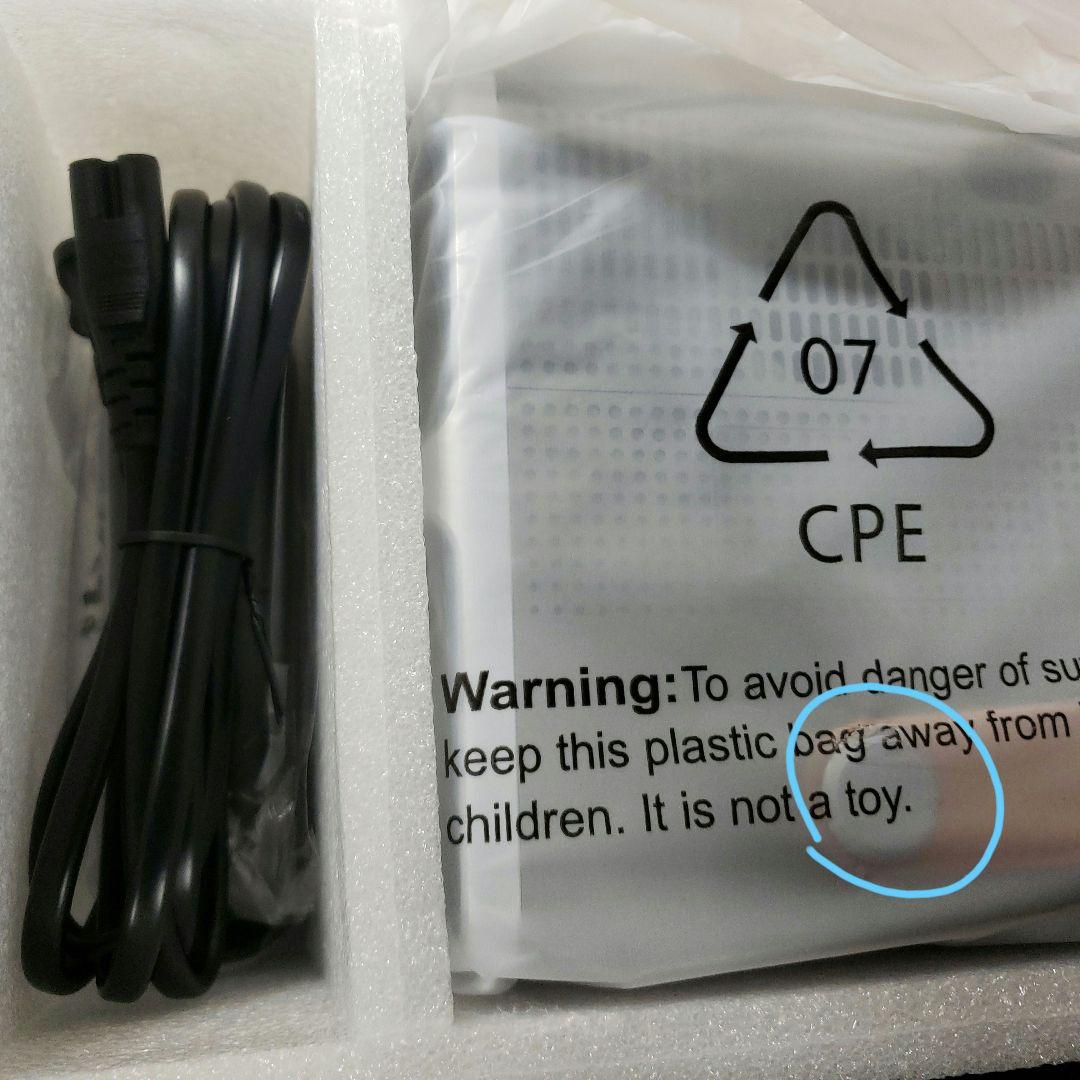 07
CPE
Warning: To avoid danger of su
keep this plastic bag away from
children. It is not a toy.